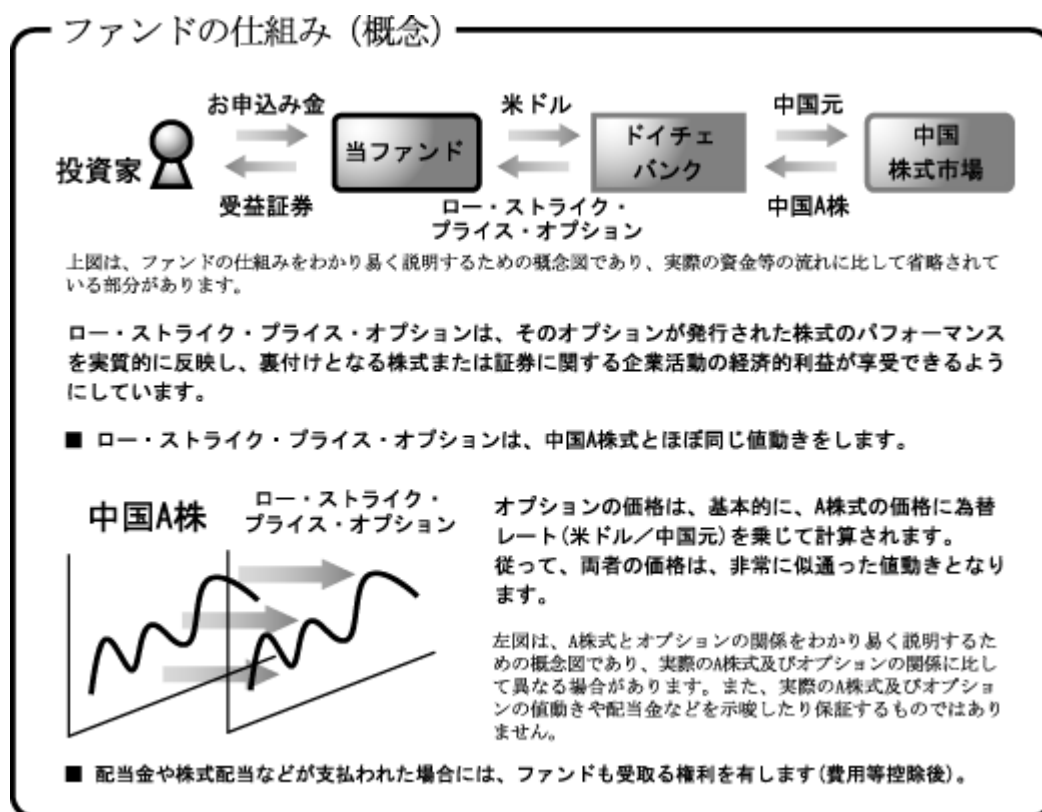 ファンドの仕組み（概念）
お申込み金
米ドル
中国元
投資家
当ファンド
ドイチェ
バンク
中国
株式市場
受益証券
ロー・ストライク・
プライス・オプション
中国A株
上図は、ファンドの仕組みをわかり易く説明するための概念図であり、実際の資金等の流れに比して省略されて
いる部分があります。
ロー・ストライク・プライス・オプションは、そのオプションが発行された株式のパフォーマンス
を実質的に反映し、裏付けとなる株式または証券に関する企業活動の経済的利益が享受できるよう
にしています。
■ ロー・ストライク・プライス・オプションは、中国A株式とほぼ同じ値動きをします。
中国A株
ロー・ストライク・
プライス・オプション
オプションの価格は、基本的に、A株式の価格に為替
レート(米ドル／中国元)を乗じて計算されます。
従って、両者の価格は、非常に似通った値動きとなり
ます。
左図は、A株式とオプションの関係をわかり易く説明するた
めの概念図であり、実際のA株式及びオプションの関係に比し
て異なる場合があります。また、実際のA株式及びオプショ
ンの値動きや配当金などを示唆したり保証するものではあり
ません。
■ 配当金や株式配当などが支払われた場合には、ファンドも受取る権利を有します(費用等控除後)。